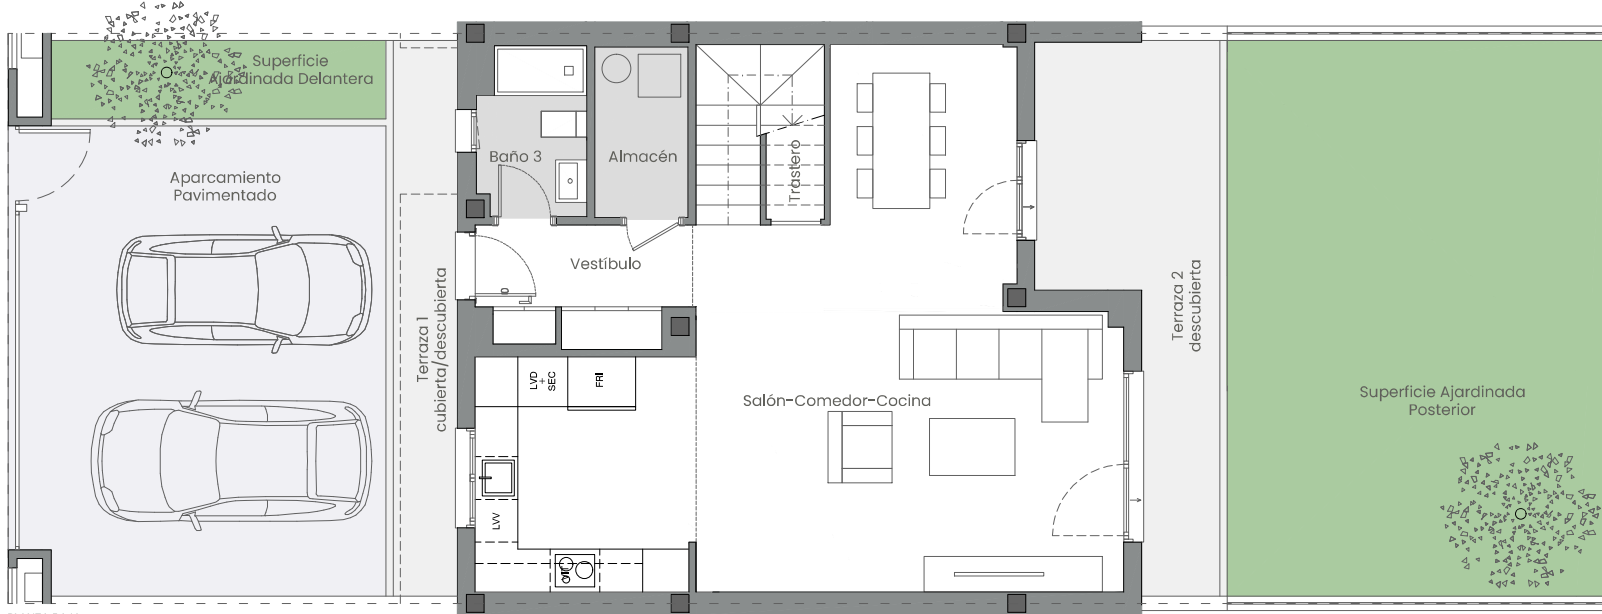 Superficie
Ajardinada Delantera
Aparcamiento
Pavimentado
Baño 3
Almacén
Trastero
Vestíbulo
Terraza 1
cubierta/descubierta
LVD
+
SEC
FRI
LVV
Salón-Comedor-Cocina
Terraza 2
descubierta
Superficie Ajardinada
Posterior